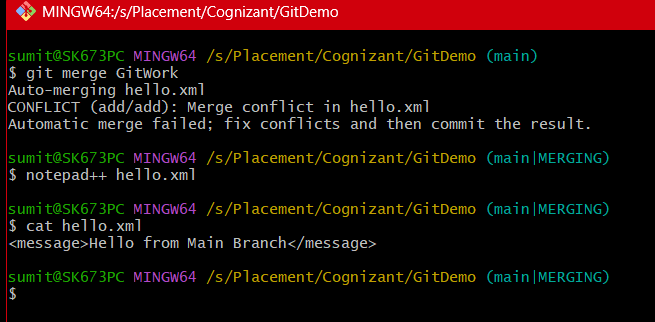 MINGW64:/s/Placement/Cognizant/GitDemo
sumit@SK673PC MINGW64 /s/Placement/Cognizant/GitDemo (main)
$ git merge GitWork
Auto-merging hello.xml
CONFLICT (add/add): Merge conflict in hello.xml
Automatic merge failed; fix conflicts and then commit the result.
sumit@SK673PC MINGW64 /s/Placement/Cognizant/GitDemo (main|MERGING)
$ notepad++ hello.xml
sumit@SK673PC MINGW64 /s/Placement/Cognizant/GitDemo (main|MERGING)
$ cat hello.xml
<message>Hello from Main Branch</message>
sumit@SK673PC MINGW64 /s/Placement/Cognizant/GitDemo (main|MERGING)
$